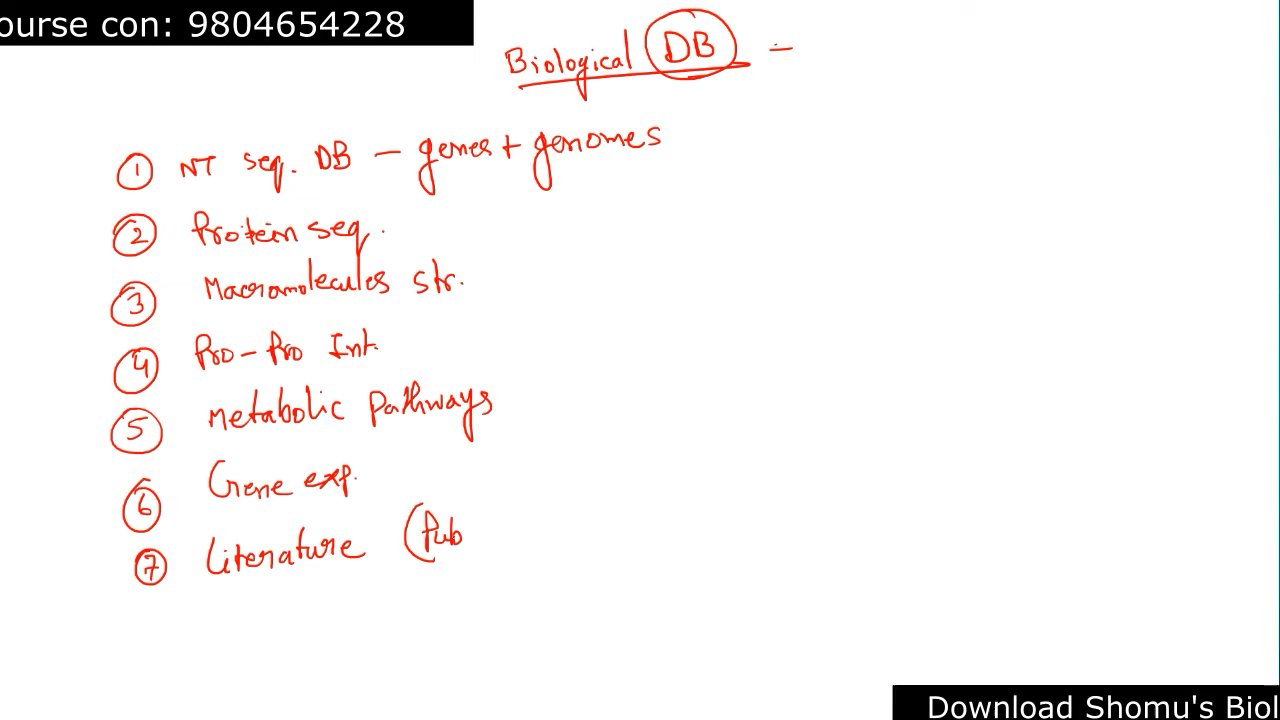 ourse con: 9804654228
Biological DB -
1 NT seq. DB - genes + genomes
2 Protein seq.
3 Macromolecules str.
4 Pro-Pro Int.
5 Metabolic Pathways
6 Gene exp.
7 Literature (Pub
Download Shomu's Biol